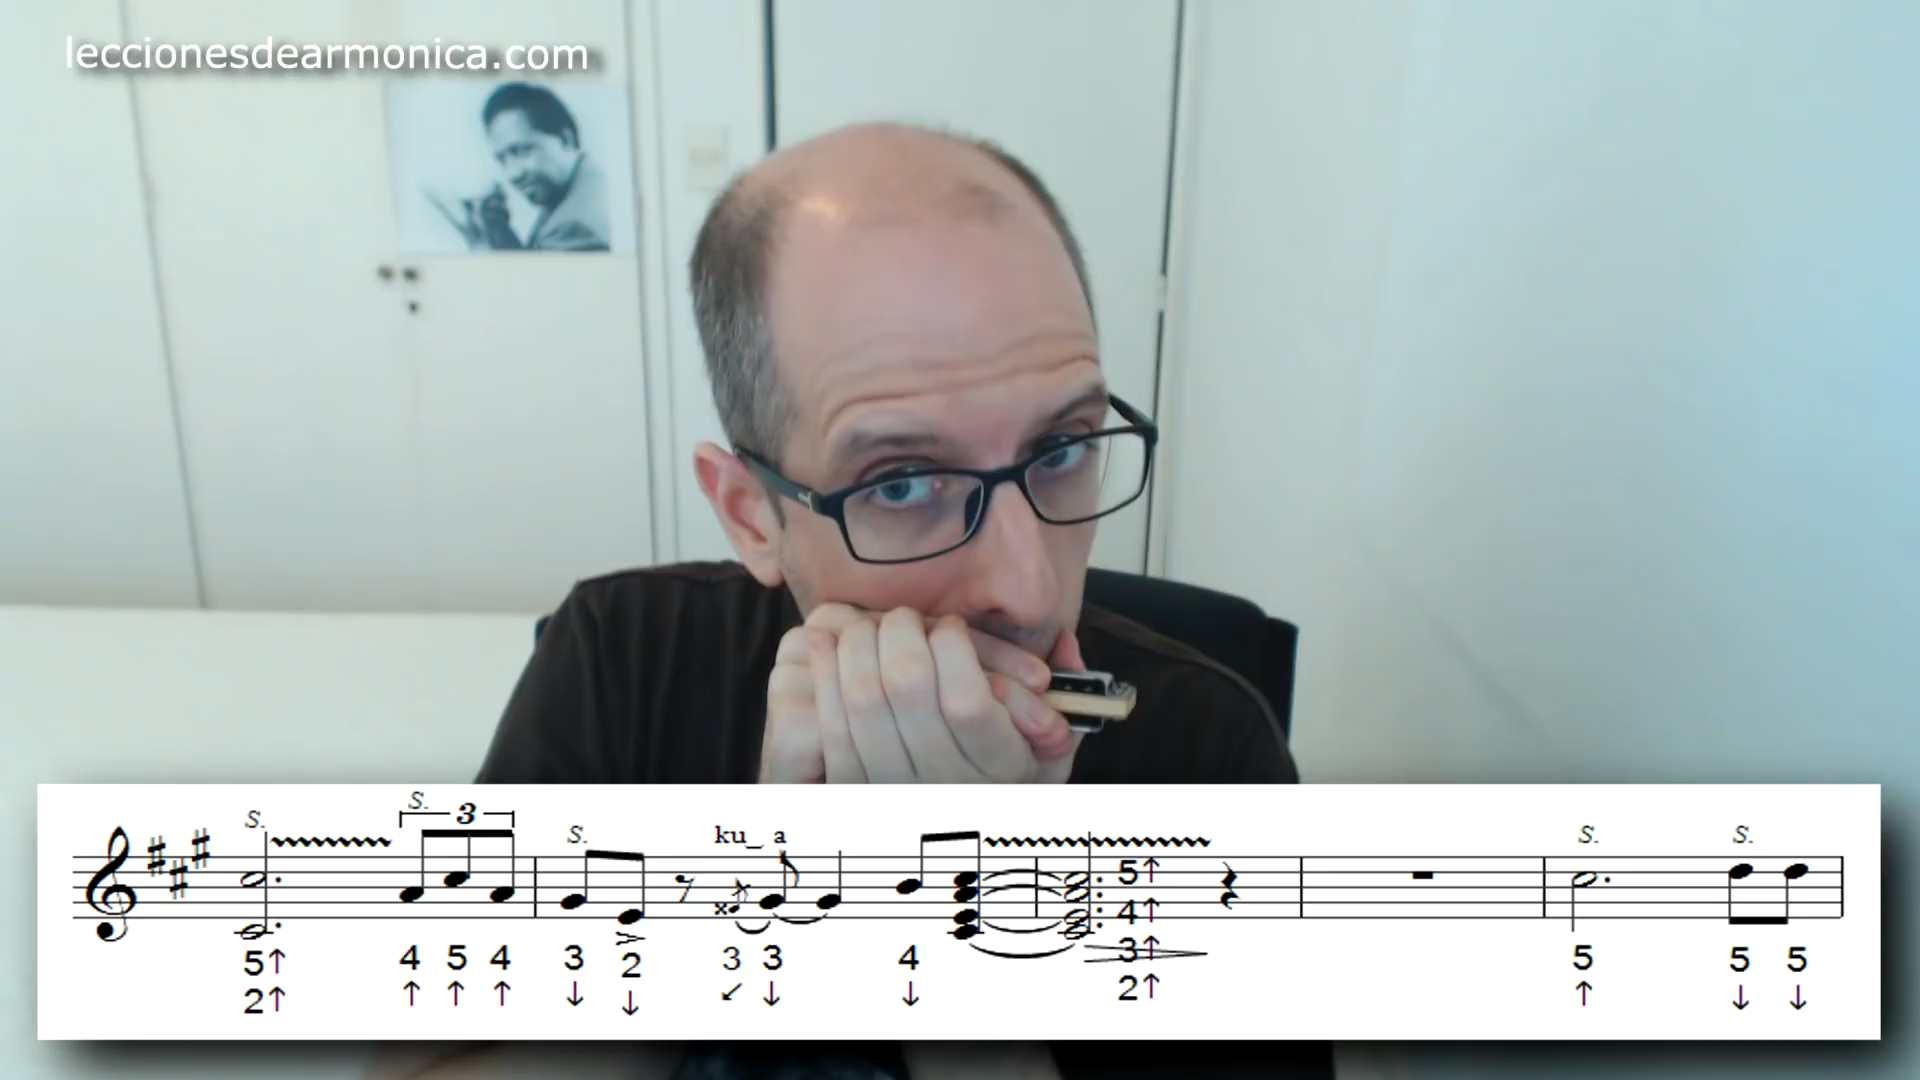 leccionesdearmonica.com
S. S. 3 S. ku_ a S. S.
5↑ 4 5 4 3 2 3 3 4 5↑ 5 5 5
2↑ ↑ ↑ ↑ ↓ ↓ ↙ ↓ ↓ 4↑ ↑ ↓ ↓
3↑
2↑